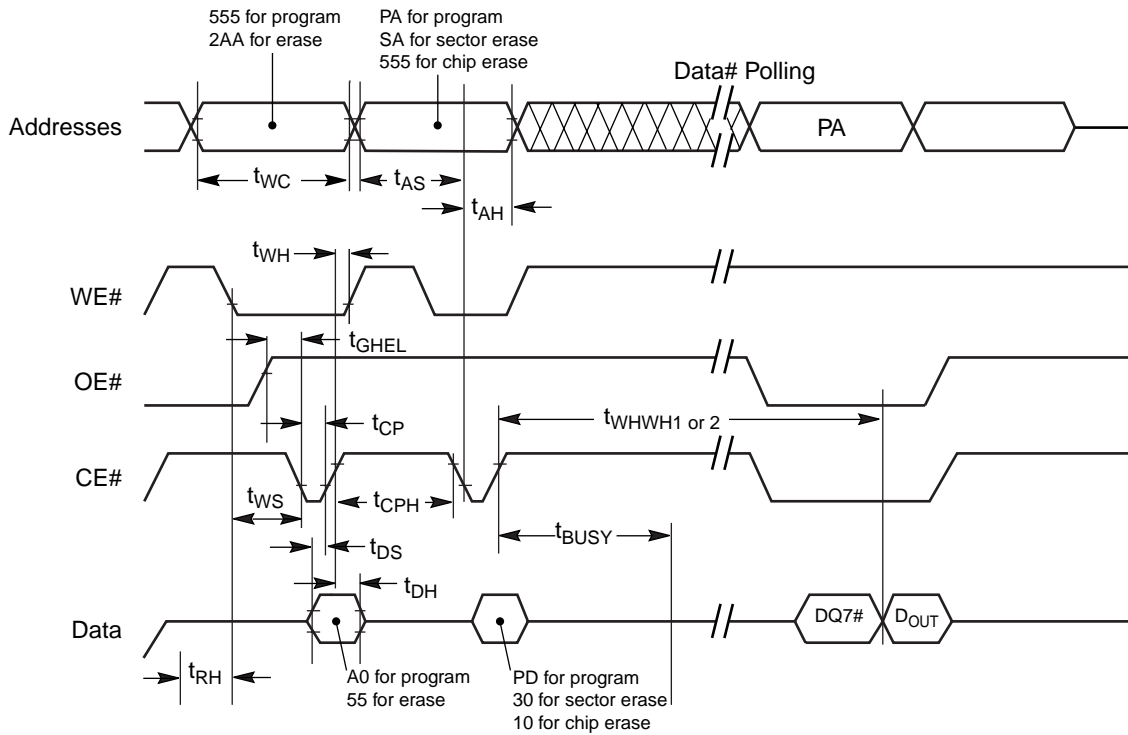 555 for program
2AA for erase
PA for program
SA for sector erase
555 for chip erase
Data# Polling
Addresses
PA
tWC
tAS
tAH
tWH
WE#
tGHEL
OE#
tCP
tWHWH1 or 2
CE#
tWS
tCPH
tBUSY
tDS
tDH
Data
DQ7#
DOUT
tRH
A0 for program
55 for erase
PD for program
30 for sector erase
10 for chip erase